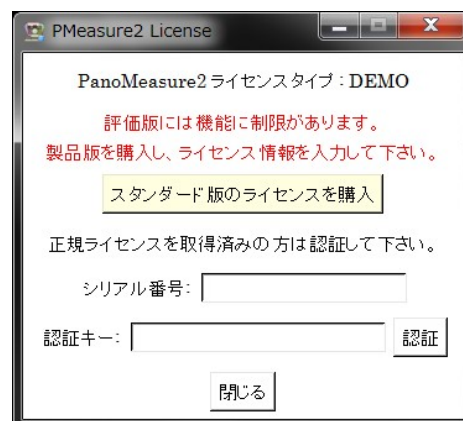 PMeasure2 License
PanoMeasure2 ライセンスタイプ：DEMO
評価版には機能に制限があります。
製品版を購入し、ライセンス情報を入力して下さい。
スタンダード版のライセンスを購入
正規ライセンスを取得済みの方は認証して下さい。
シリアル番号:
認証キー: 認証
閉じる